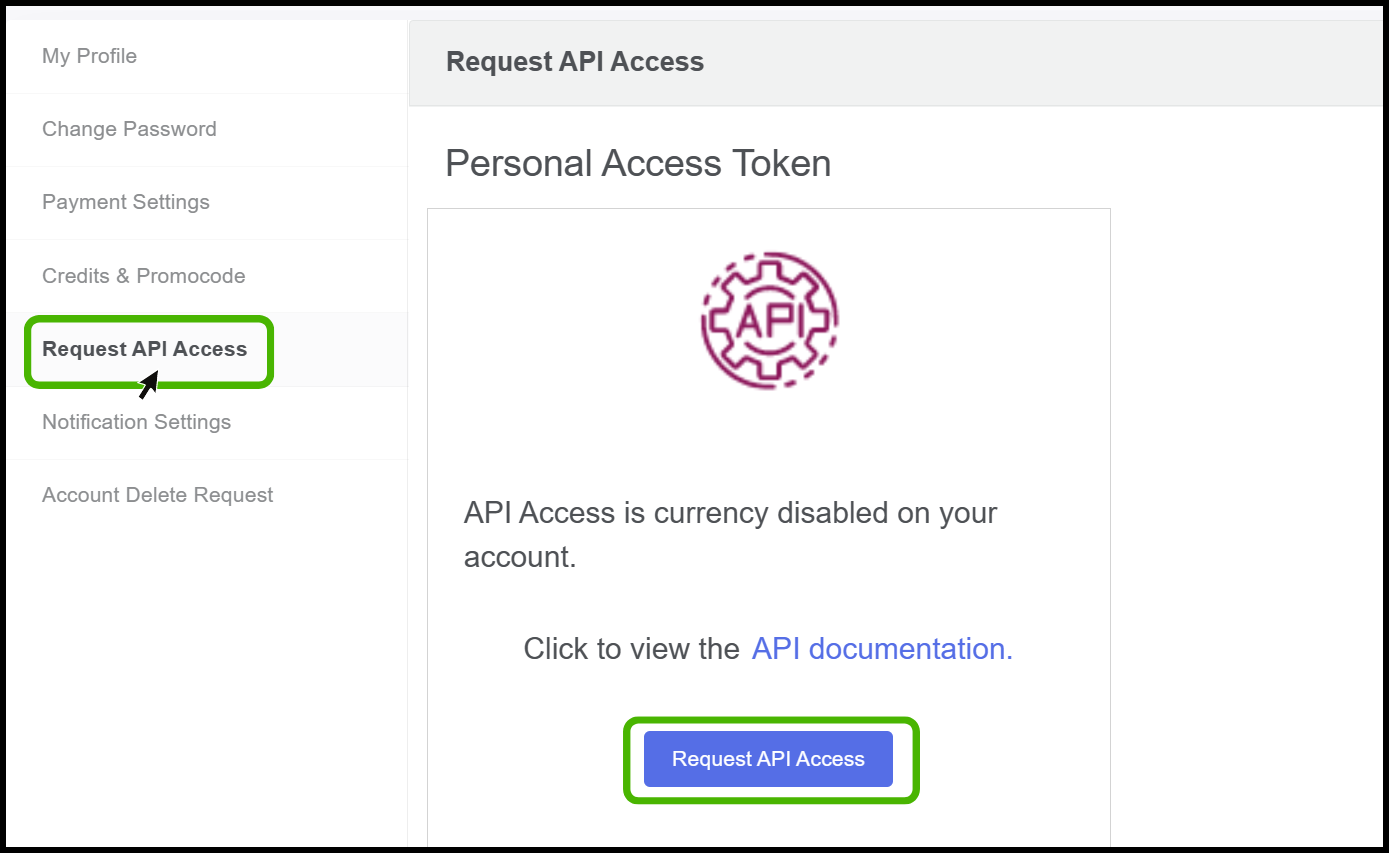 My Profile
Change Password
Payment Settings
Credits & Promocode
Request API Access
Notification Settings
Account Delete Request
Request API Access
Personal Access Token
API
API Access is currency disabled on your
account.
Click to view the API documentation.
Request API Access